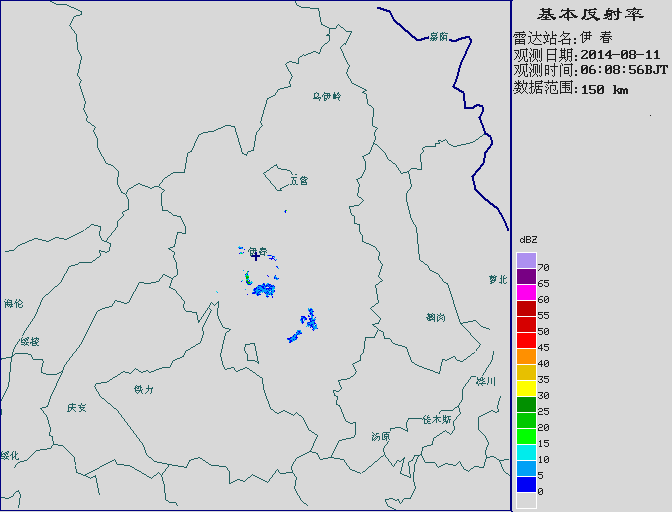 基本反射率
雷达站名:伊 春
观测日期:2014-08-11
观测时间:06:08:56BJT
数据范围:150 km
嘉荫
乌伊岭
五营
伊春
萝北
海伦
鹤岗
绥棱
桦川
铁力
庆安
佳木斯
汤原
绥化
dBZ
70
65
60
55
50
45
40
35
30
25
20
15
10
5
0